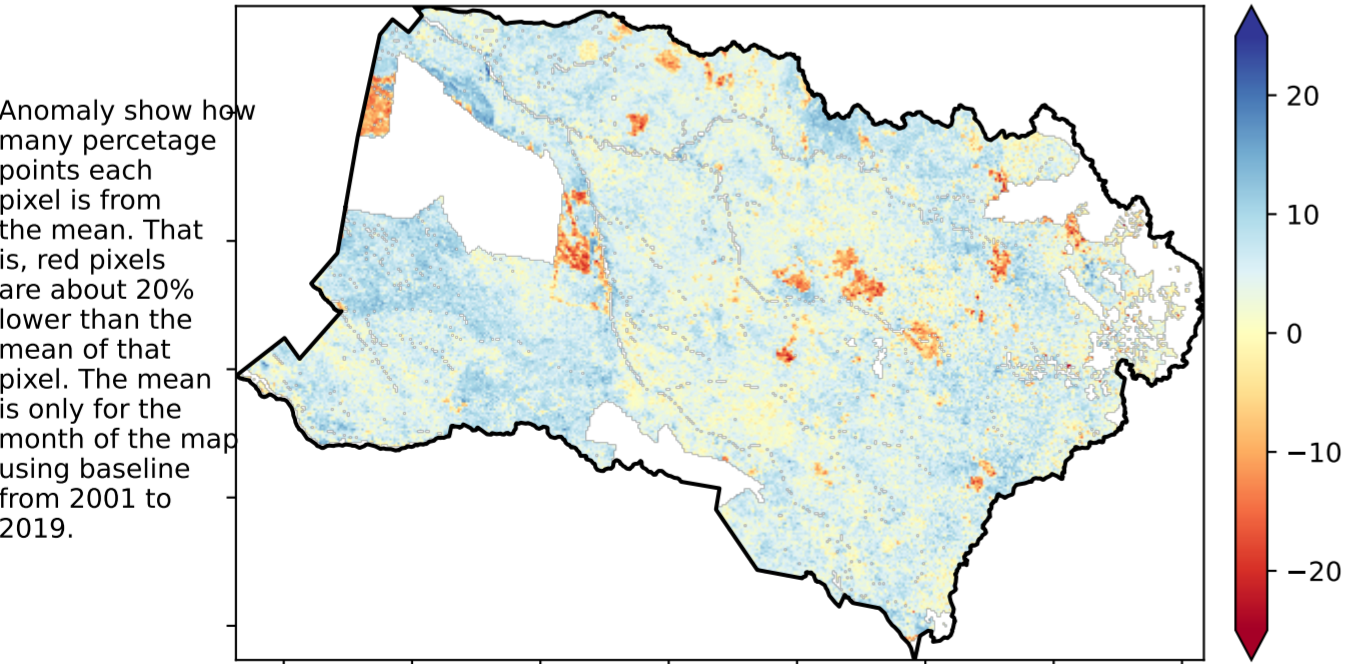 Anomaly show how
many percetage
points each
pixel is from
the mean. That
is, red pixels
are about 20%
lower than the
mean of that
pixel. The mean
is only for the
month of the map
using baseline
from 2001 to
2019.
20
10
0
−10
−20